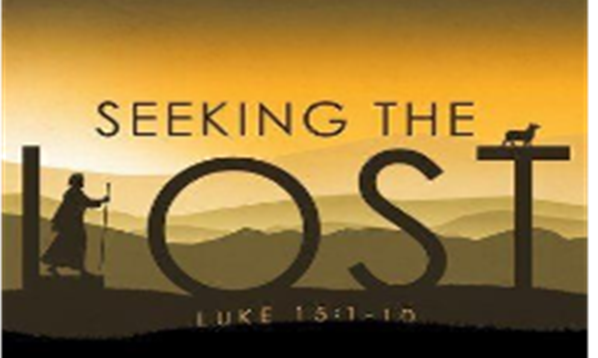 SEEKING THE
LOST
LUKE 15:1-10